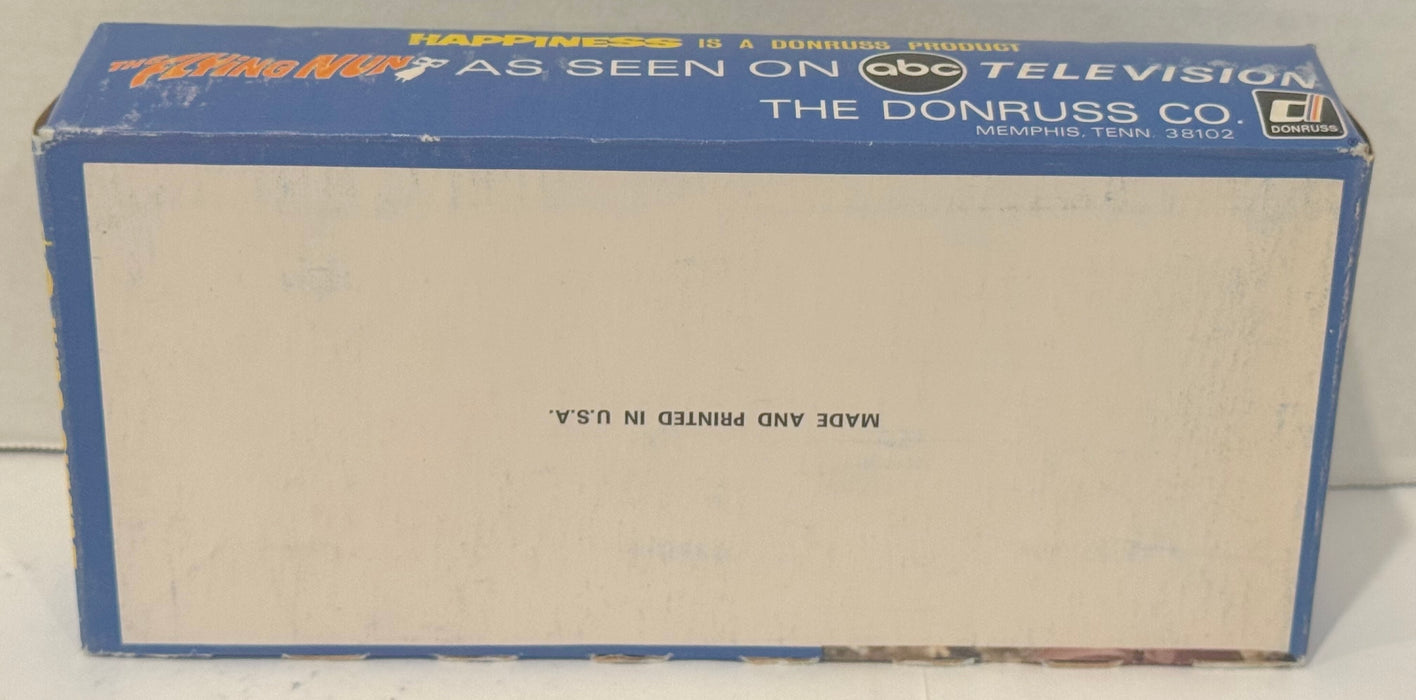 HAPPINESS IS A DONRUSS PRODUCT
THE FLYING NUN AS SEEN ON abc TELEVISION
THE DONRUSS CO.
MEMPHIS, TENN. 38102
DONRUSS
MADE AND PRINTED IN U.S.A.